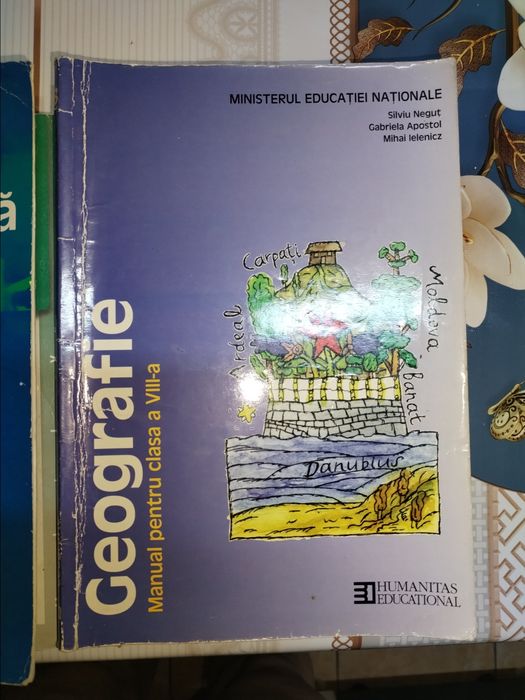 MINISTERUL EDUCAȚIEI NAȚIONALE
Silviu Neguț
Gabriela Apostol
Mihai Ielenicz
Carpați
Ardeal
Moldova
banat
Danubius
Geografie
Manual pentru clasa a VIII-a
HUMANITAS
EDUCATIONAL